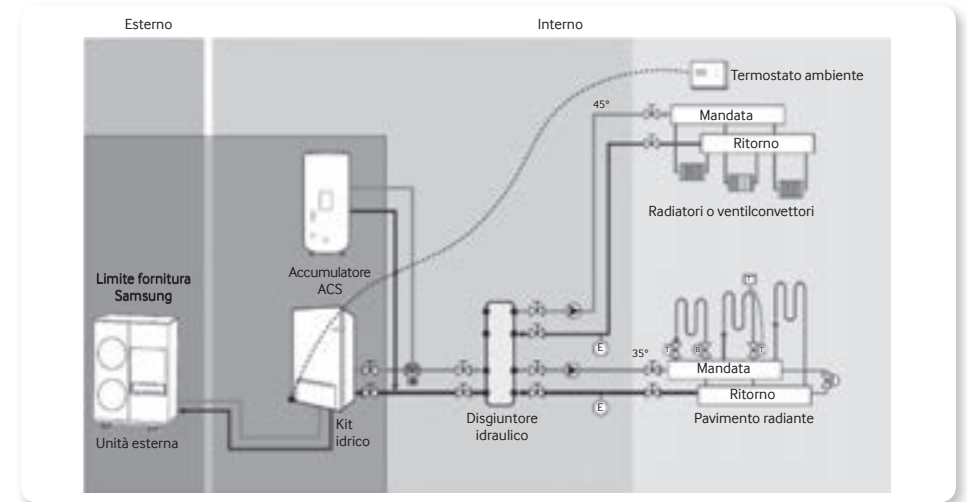 Esterno
Interno
Termostato ambiente
45°
Mandata
Ritorno
Radiatori o ventilconvettori
Accumulatore
ACS
Limite fornitura
Samsung
T
E
35°
T
B
T
Mandata
Ritorno
Kit
idrico
Disgiuntore
idraulico
E
Pavimento radiante
Unità esterna